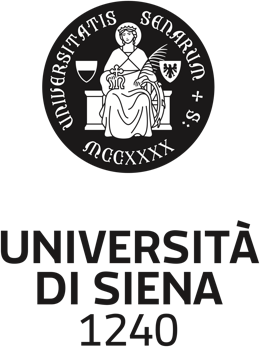 UNIVERSITATIS SENARUM + S:
MCCXXXX
UNIVERSITÀ
DI SIENA
1240